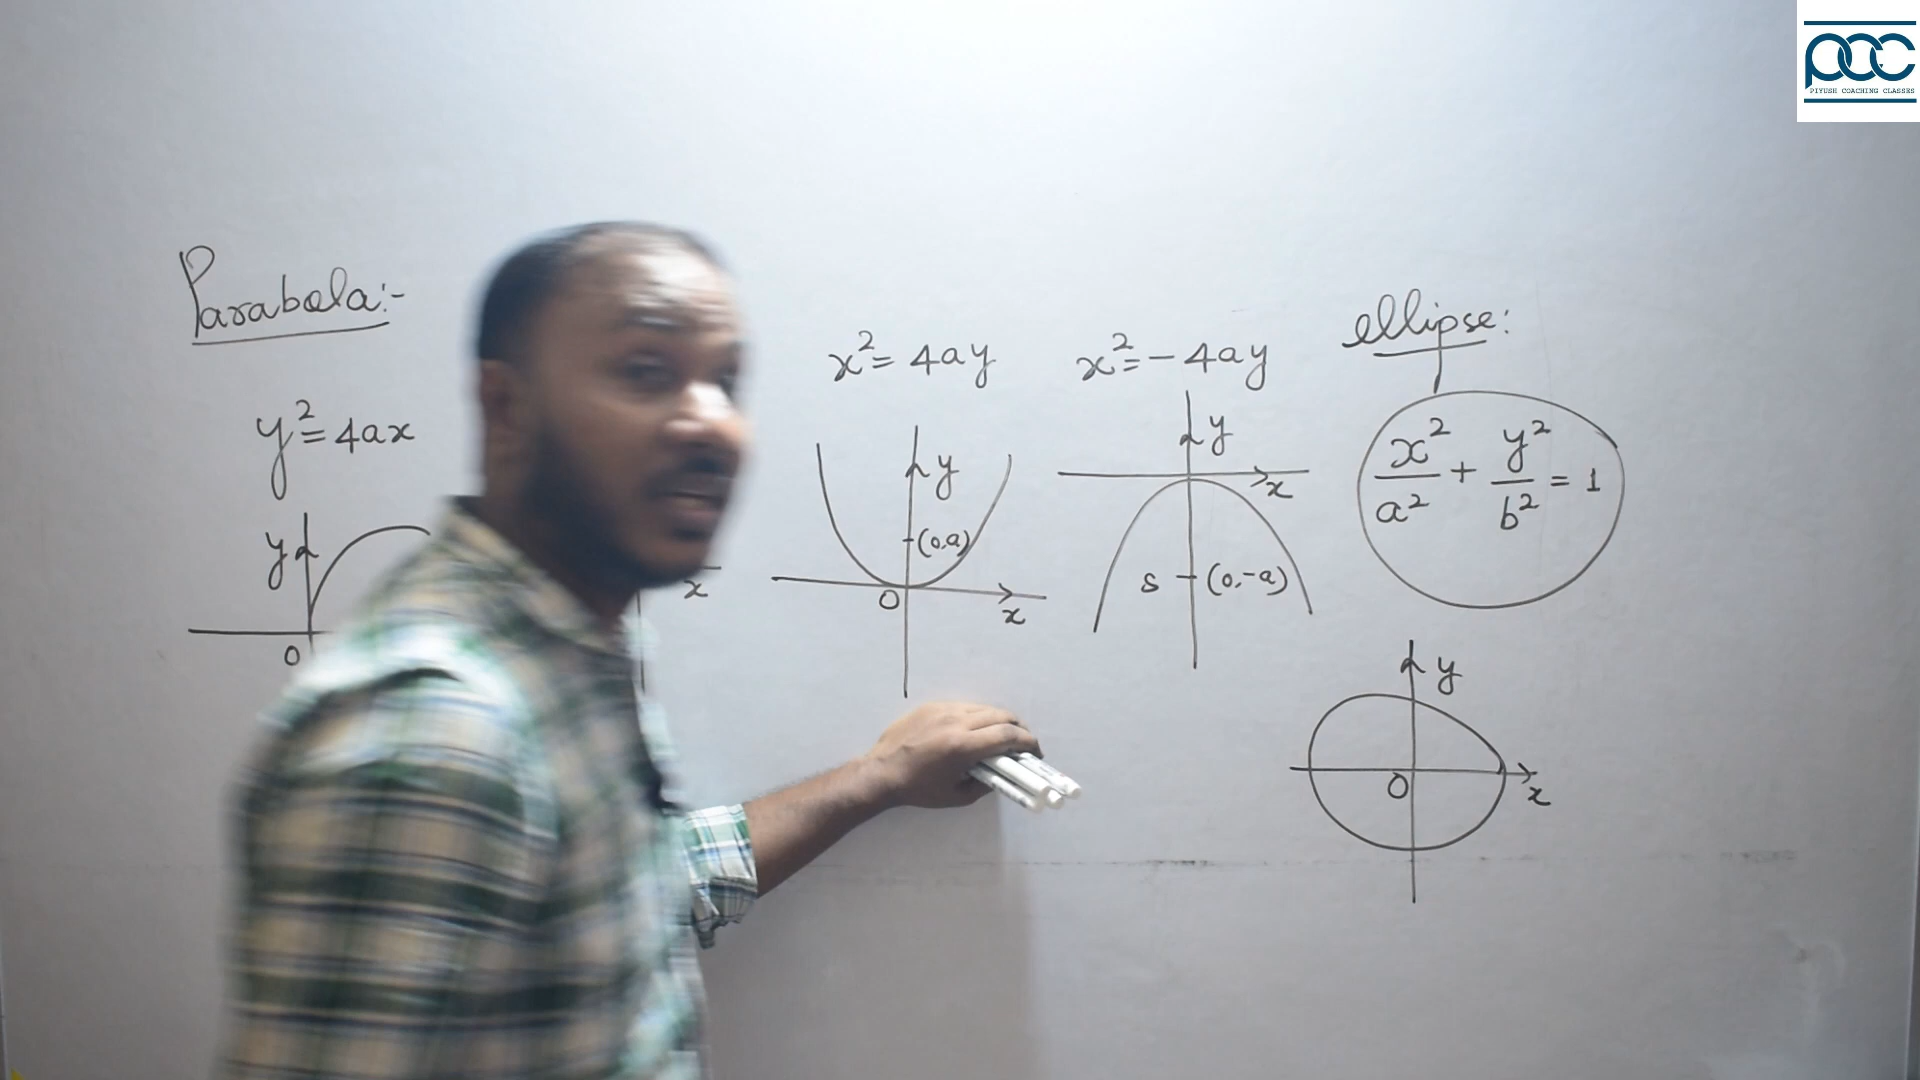 PCC
PIYUSH COACHING CLASSES
Parabola:-
y² = 4ax
y
0
x
x² = 4ay
y
(0,a)
0
x
x² = -4ay
y
x
S (0,-a)
ellipse:
x²/a² + y²/b² = 1
y
0
x